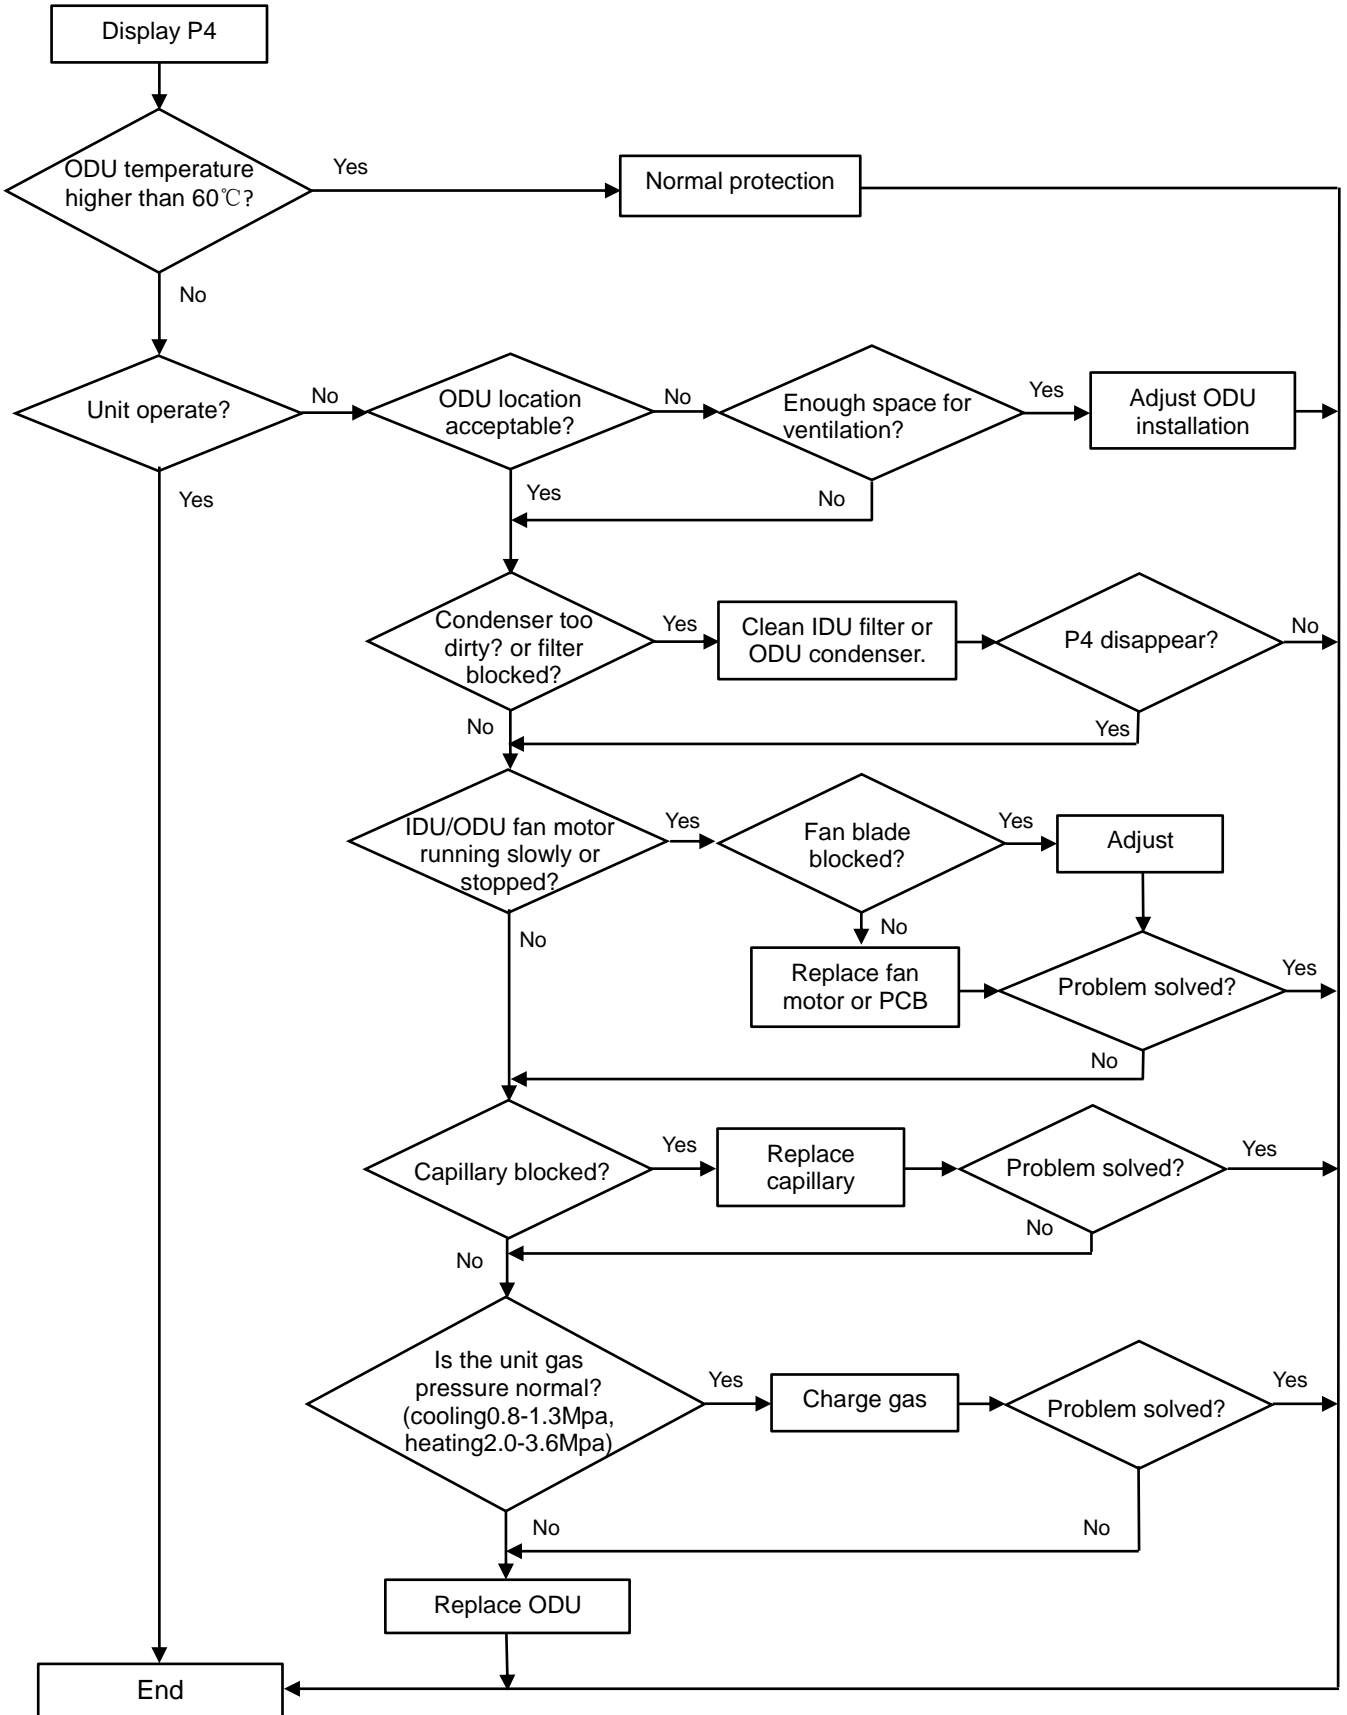 Display P4
ODU temperature
higher than 60℃?
Yes
Normal protection
No
Unit operate?
No
ODU location
acceptable?
No
Enough space for
ventilation?
Yes
Adjust ODU
installation
Yes
Yes
No
Condenser too
dirty? or filter
blocked?
Yes
Clean IDU filter or
ODU condenser.
P4 disappear?
No
No
Yes
IDU/ODU fan motor
running slowly or
stopped?
Yes
Fan blade
blocked?
Yes
Adjust
No
No
Replace fan
motor or PCB
Problem solved?
Yes
No
Capillary blocked?
Yes
Replace
capillary
Problem solved?
Yes
No
No
Is the unit gas
pressure normal?
(cooling0.8-1.3Mpa,
heating2.0-3.6Mpa)
Yes
Charge gas
Problem solved?
Yes
No
No
Replace ODU
End